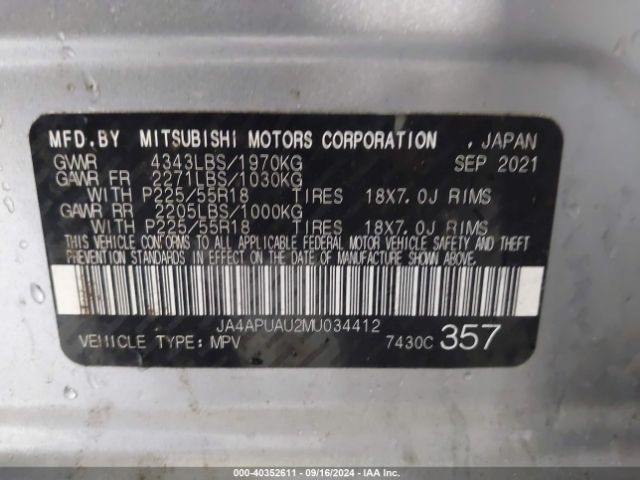 MFD.BY MITSUBISHI MOTORS CORPORATION , JAPAN
GVWR 4343LBS/1970KG SEP 2021
GAWR FR 2271LBS/1030KG
WITH P225/55R18 TIRES 18X7.0J RIMS
GAWR RR 2205LBS/1000KG
WITH P225/55R18 TIRES 18X7.0J RIMS
THIS VEHICLE CONFORMS TO ALL APPLICABLE FEDERAL MOTOR VEHICLE SAFETY AND THEFT
PREVENTION STANDARDS IN EFFECT ON THE DATE OF MANUFACTURE SHOWN ABOVE.
JA4APUAU2MU034412
VEHICLE TYPE: MPV 7430C 357
000-40352611 - 09/16/2024 - IAA Inc.